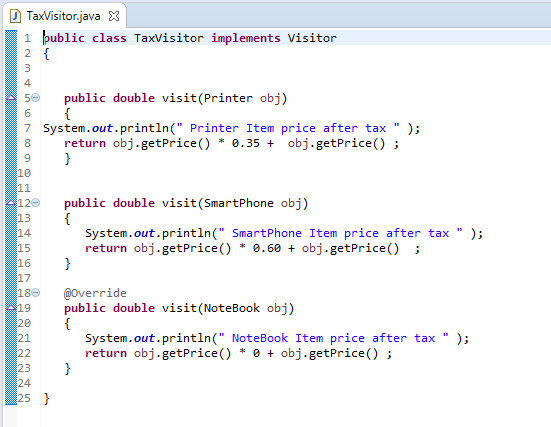 TaxVisitor.java
1 public class TaxVisitor implements Visitor
2 {
3
4
5 public double visit(Printer obj)
6 {
7 System.out.println(" Printer Item price after tax " );
8 return obj.getPrice() * 0.35 +  obj.getPrice() ;
9 }
10
11
12 public double visit(SmartPhone obj)
13 {
14 System.out.println(" SmartPhone Item price after tax " );
15 return obj.getPrice() * 0.60 + obj.getPrice()  ;
16 }
17
18 @Override
19 public double visit(NoteBook obj)
20 {
21 System.out.println(" NoteBook Item price after tax " );
22 return obj.getPrice() * 0 + obj.getPrice() ;
23 }
24
25 }